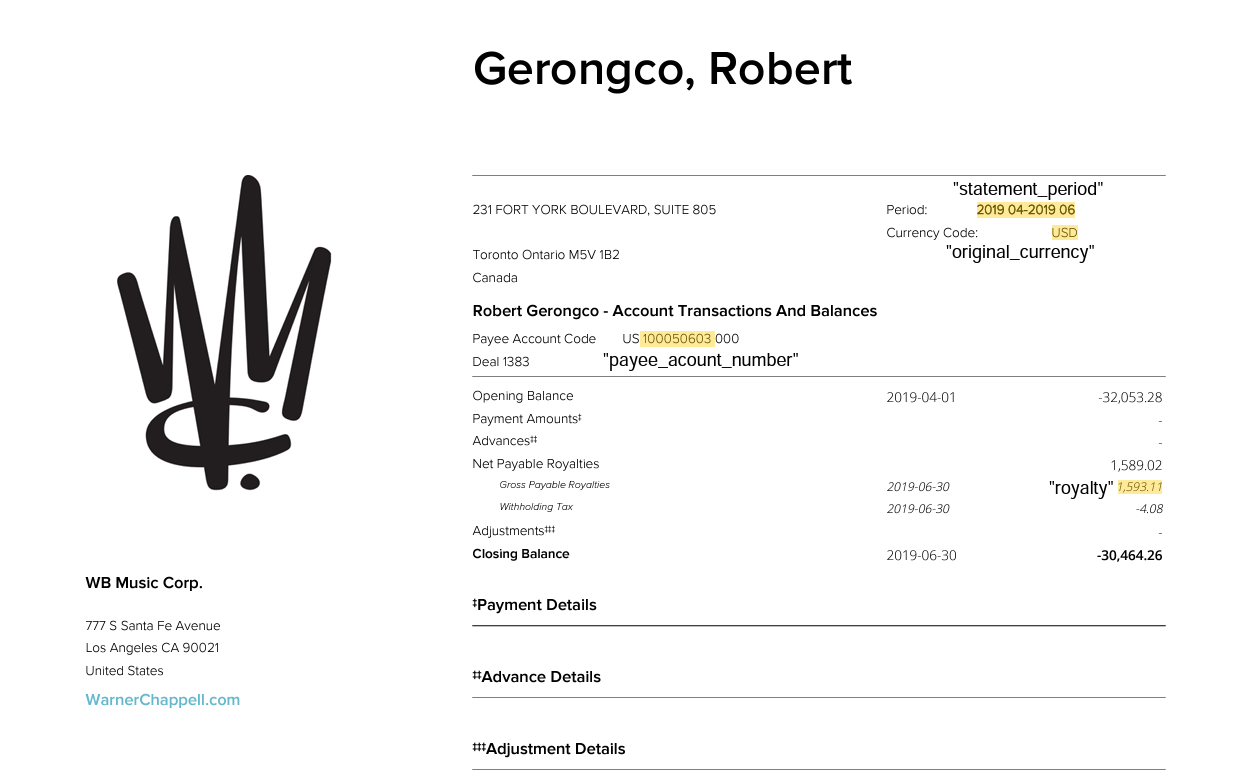 Gerongco, Robert
"statement_period"
231 FORT YORK BOULEVARD, SUITE 805 Period: 2019 04-2019 06
Currency Code: USD
Toronto Ontario M5V 1B2 "original_currency"
Canada
Robert Gerongco - Account Transactions And Balances
Payee Account Code US 100050603 000
Deal 1383 "payee_acount_number"
Opening Balance 2019-04-01 -32,053.28
Payment Amounts‡ -
Advances‡‡ -
Net Payable Royalties 1,589.02
Gross Payable Royalties 2019-06-30 "royalty" 1,593.11
Withholding Tax 2019-06-30 -4.08
Adjustments‡‡‡ -
Closing Balance 2019-06-30 -30,464.26
WB Music Corp.
777 S Santa Fe Avenue
Los Angeles CA 90021
United States
WarnerChappell.com
‡Payment Details
‡‡Advance Details
‡‡‡Adjustment Details